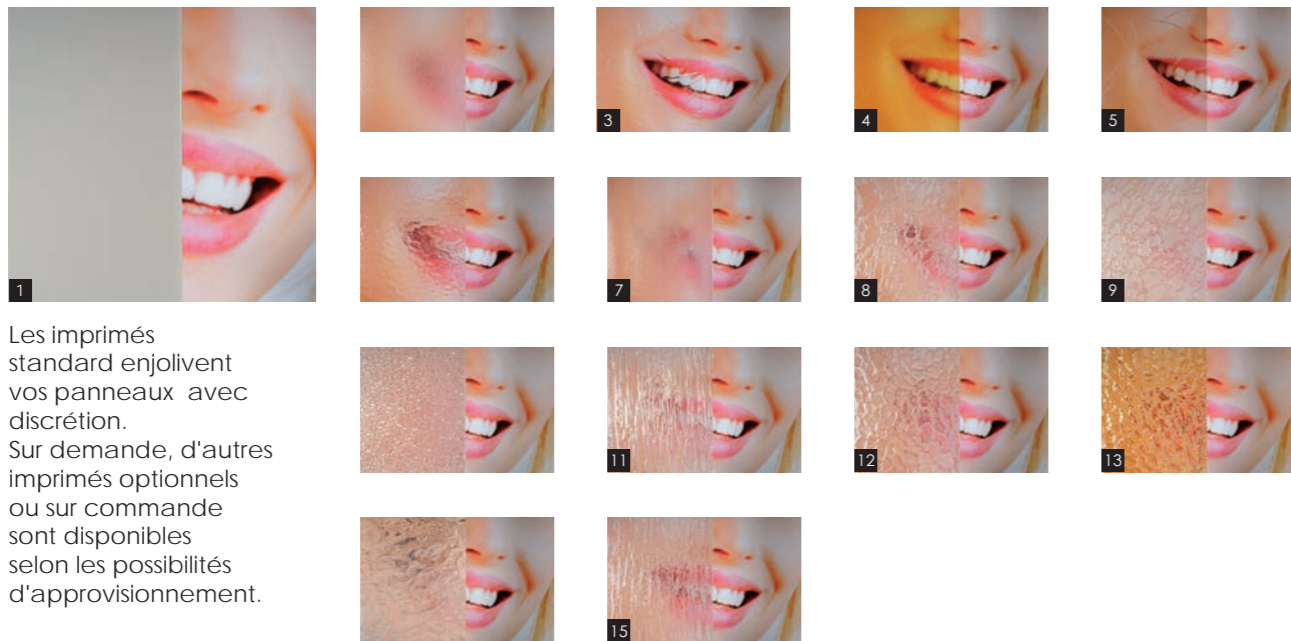 1
3
4
5
7
8
9
11
12
13
15
Les imprimés
standard enjolivent
vos panneaux avec
discrétion.
Sur demande, d'autres
imprimés optionnels
ou sur commande
sont disponibles
selon les possibilités
d'approvisionnement.